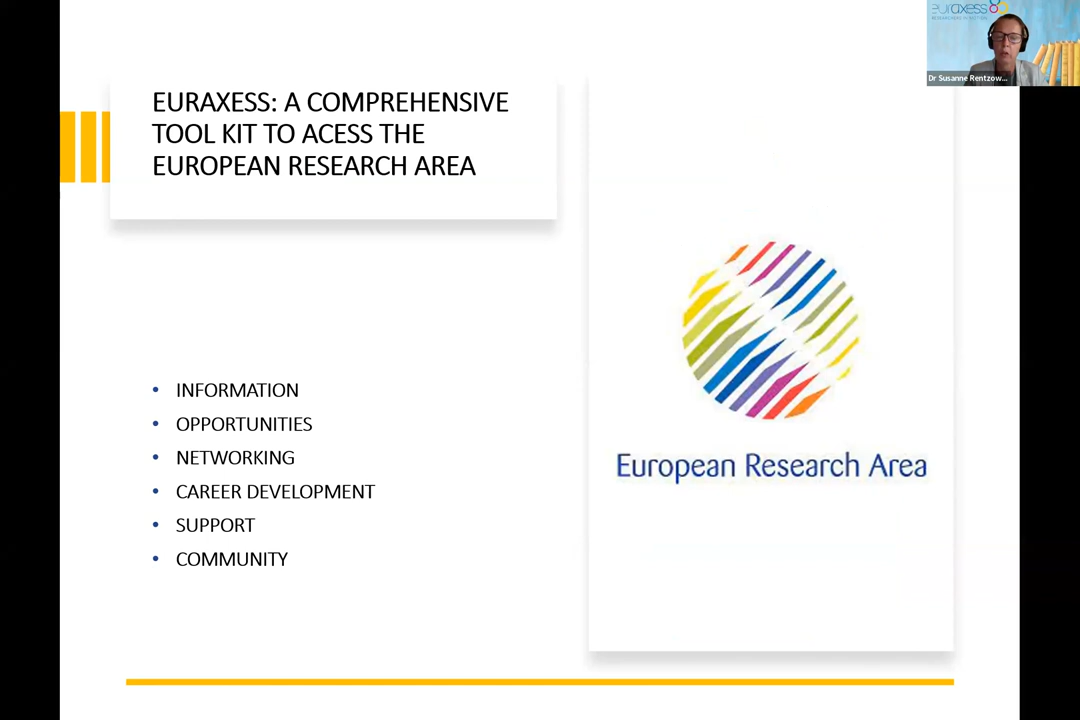 EURAXESS: A COMPREHENSIVE
TOOL KIT TO ACESS THE
EUROPEAN RESEARCH AREA
• INFORMATION
• OPPORTUNITIES
• NETWORKING
• CAREER DEVELOPMENT
• SUPPORT
• COMMUNITY
European Research Area
euraxess
Dr Susanne Rentzow...